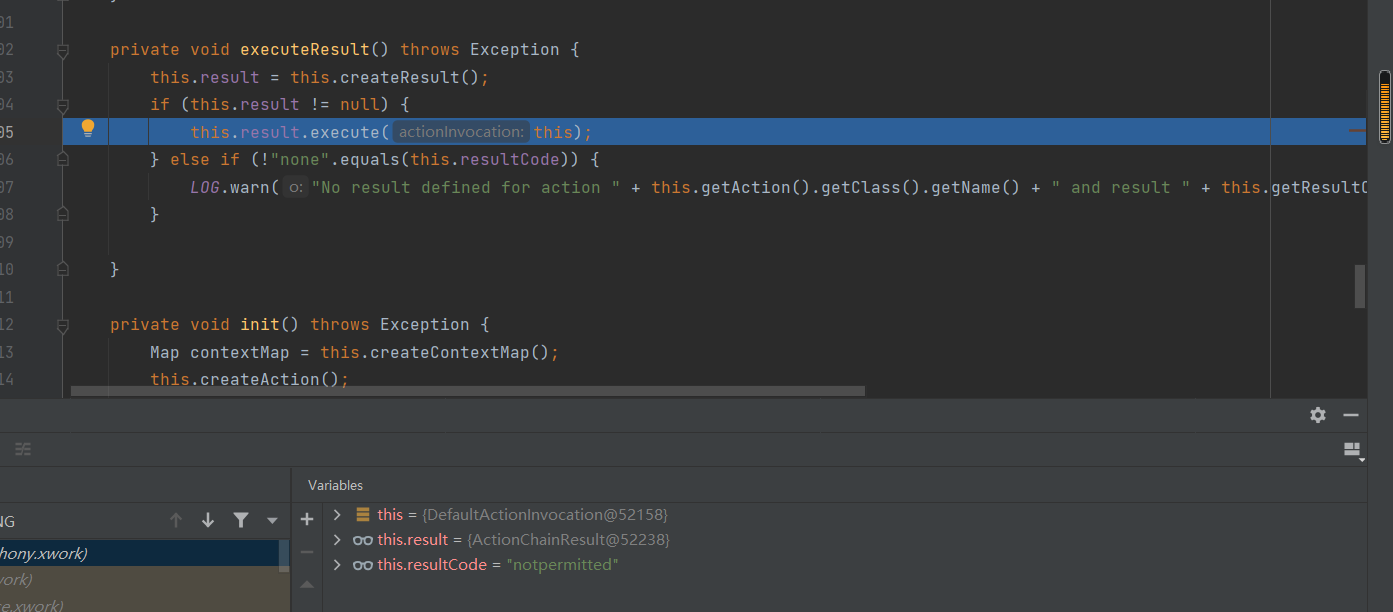 01
02 private void executeResult() throws Exception {
03 this.result = this.createResult();
04 if (this.result != null) {
05 this.result.execute( actionInvocation: this);
06 } else if (!"none".equals(this.resultCode)) {
07 LOG.warn( o: "No result defined for action " + this.getAction().getClass().getName() + " and result " + this.getResultC
08 }
09
10 }
11
12 private void init() throws Exception {
13 Map contextMap = this.createContextMap();
14 this.createAction();
Variables
NG
this = {DefaultActionInvocation@52158}
this.result = {ActionChainResult@52238}
this.resultCode = "notpermitted"
hony.xwork)
work)
ce.xwork)